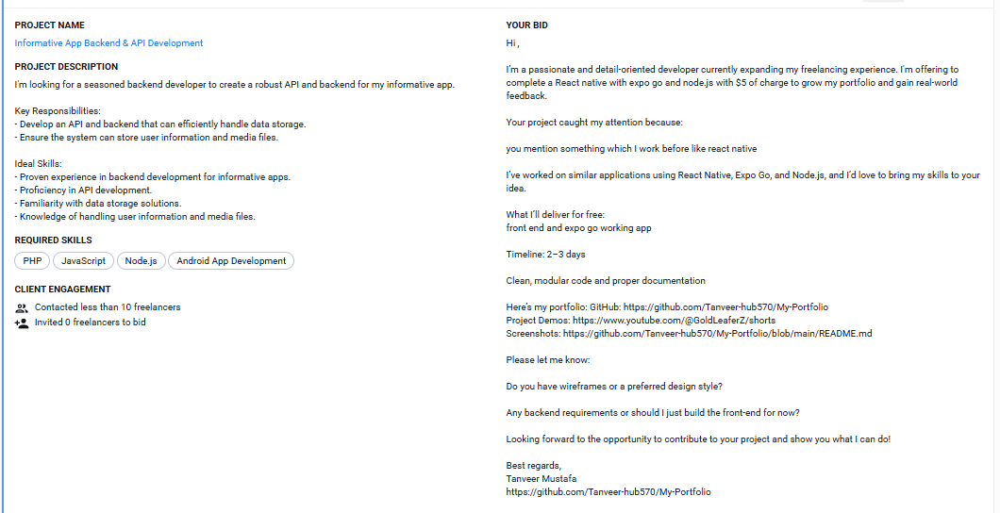 PROJECT NAME
Informative App Backend & API Development
PROJECT DESCRIPTION
I'm looking for a seasoned backend developer to create a robust API and backend for my informative app.
Key Responsibilities:
- Develop an API and backend that can efficiently handle data storage.
- Ensure the system can store user information and media files.
Ideal Skills:
- Proven experience in backend development for informative apps.
- Proficiency in API development.
- Familiarity with data storage solutions.
- Knowledge of handling user information and media files.
REQUIRED SKILLS
PHP JavaScript Node.js Android App Development
CLIENT ENGAGEMENT
Contacted less than 10 freelancers
Invited 0 freelancers to bid
YOUR BID
Hi ,
I'm a passionate and detail-oriented developer currently expanding my freelancing experience. I'm offering to
complete a React native with expo go and node.js with $5 of charge to grow my portfolio and gain real-world
feedback.
Your project caught my attention because:
you mention something which I work before like react native
I've worked on similar applications using React Native, Expo Go, and Node.js, and I'd love to bring my skills to your
idea.
What I'll deliver for free:
front end and expo go working app
Timeline: 2–3 days
Clean, modular code and proper documentation
Here's my portfolio: GitHub: https://github.com/Tanveer-hub570/My-Portfolio
Project Demos: https://www.youtube.com/@GoldLeaferZ/shorts
Screenshots: https://github.com/Tanveer-hub570/My-Portfolio/blob/main/README.md
Please let me know:
Do you have wireframes or a preferred design style?
Any backend requirements or should I just build the front-end for now?
Looking forward to the opportunity to contribute to your project and show you what I can do!
Best regards,
Tanveer Mustafa
https://github.com/Tanveer-hub570/My-Portfolio